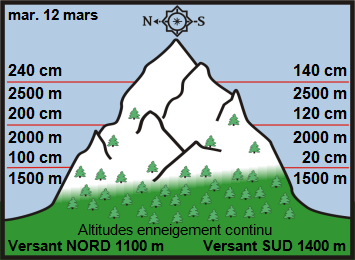 mar. 12 mars
N S
240 cm 140 cm
2500 m 2500 m
200 cm 120 cm
2000 m 2000 m
100 cm 20 cm
1500 m 1500 m
Altitudes enneigement continu
Versant NORD 1100 m Versant SUD 1400 m